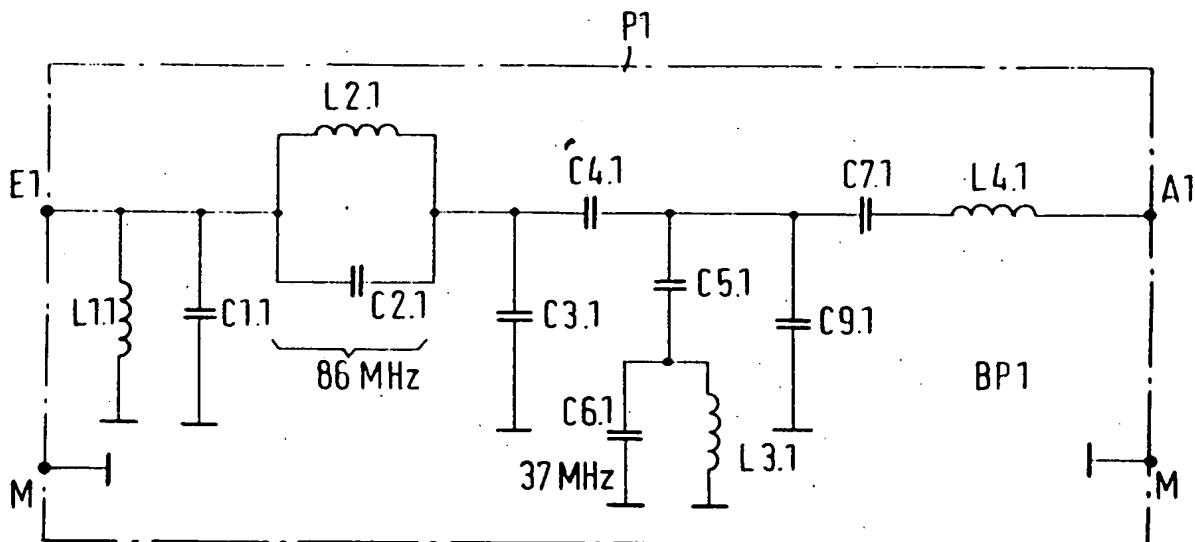 P1
L2.1
E1
C4.1
C7.1
L4.1
A1
L1.1
C1.1
C2.1
C3.1
C5.1
C9.1
86 MHz
BP1
C6.1
37 MHz
L3.1
M
M